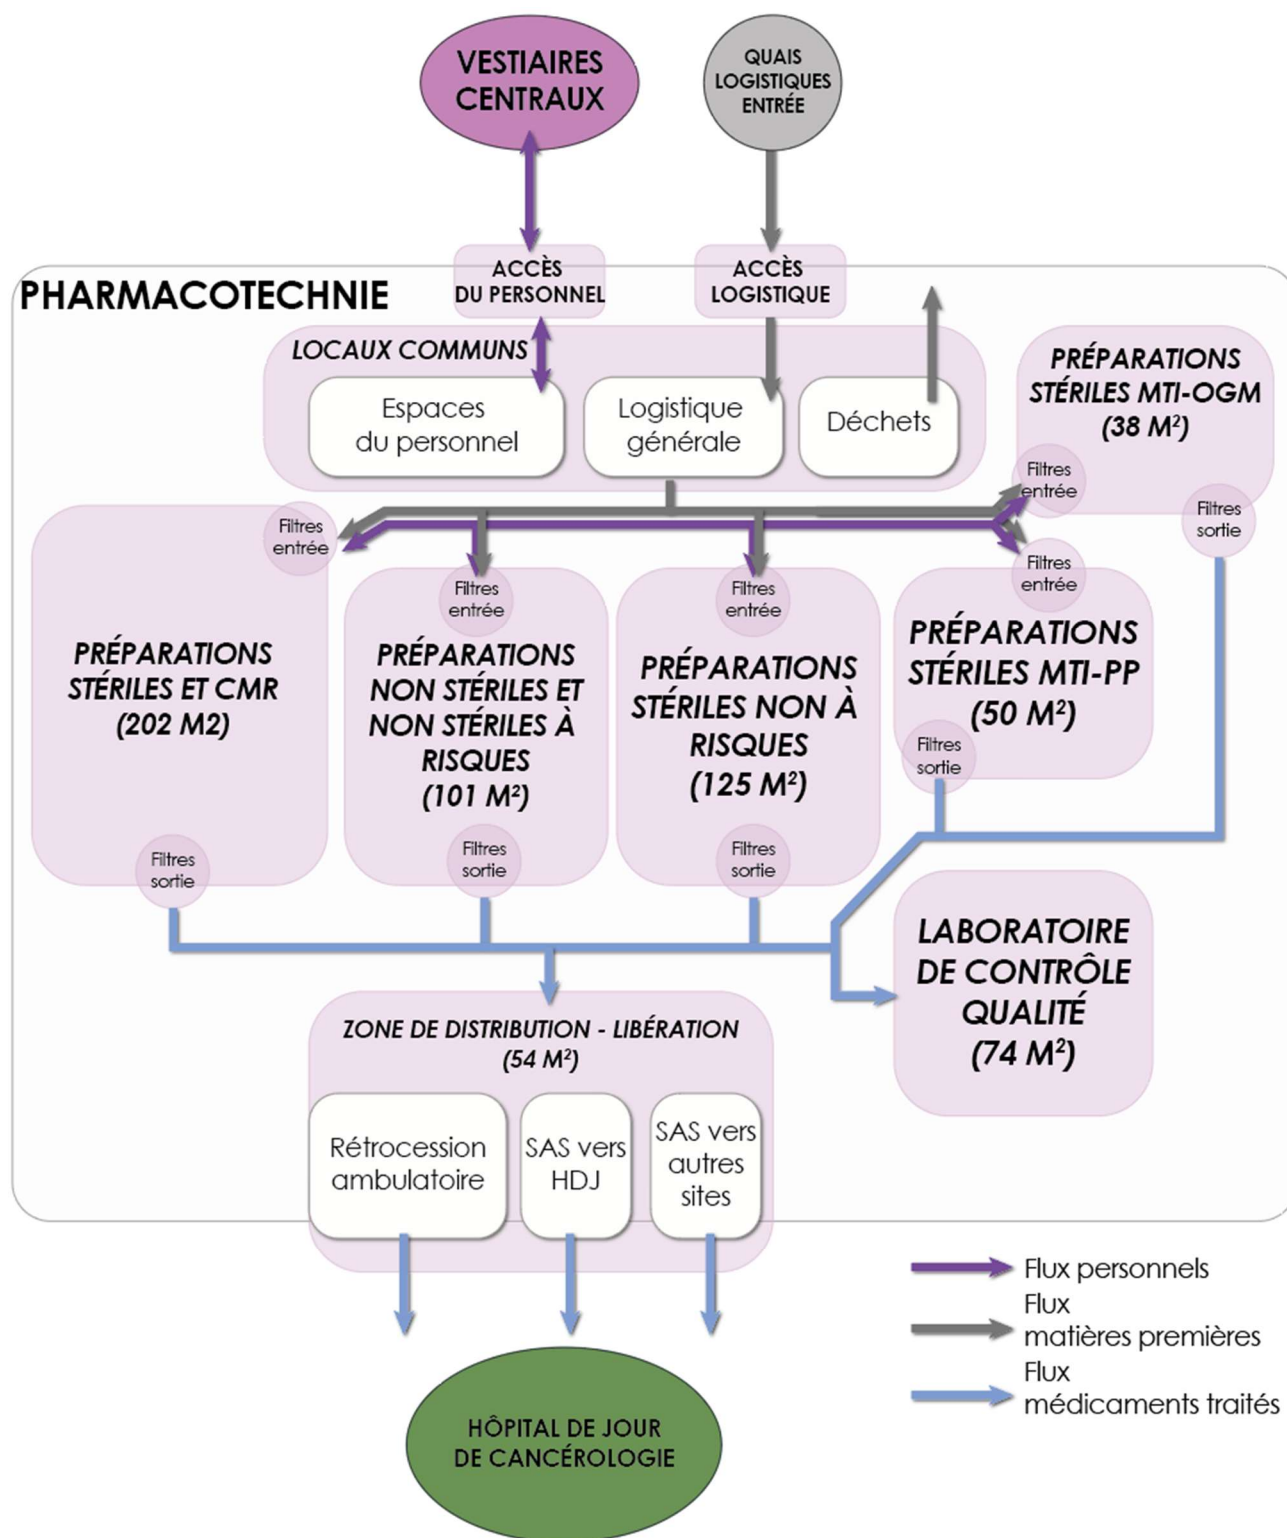 VESTIAIRES
CENTRAUX
QUAIS
LOGISTIQUES
ENTRÉE
ACCÈS
DU PERSONNEL
ACCÈS
LOGISTIQUE
PHARMACOTECHNIE
LOCAUX COMMUNS
Espaces
du personnel
Logistique
générale
Déchets
PRÉPARATIONS
STÉRILES MTI-OGM
(38 M²)
Filtres
entrée
Filtres
sortie
Filtres
entrée
PRÉPARATIONS
STÉRILES ET CMR
(202 M2)
Filtres
sortie
Filtres
entrée
PRÉPARATIONS
NON STÉRILES ET
NON STÉRILES À
RISQUES
(101 M²)
Filtres
sortie
Filtres
entrée
PRÉPARATIONS
STÉRILES NON À
RISQUES
(125 M²)
Filtres
sortie
Filtres
entrée
PRÉPARATIONS
STÉRILES MTI-PP
(50 M²)
Filtres
sortie
LABORATOIRE
DE CONTRÔLE
QUALITÉ
(74 M²)
ZONE DE DISTRIBUTION - LIBÉRATION
(54 M²)
Rétrocession
ambulatoire
SAS vers
HDJ
SAS vers
autres
sites
Flux personnels
Flux
matières premières
Flux
médicaments traités
HÔPITAL DE JOUR
DE CANCÉROLOGIE